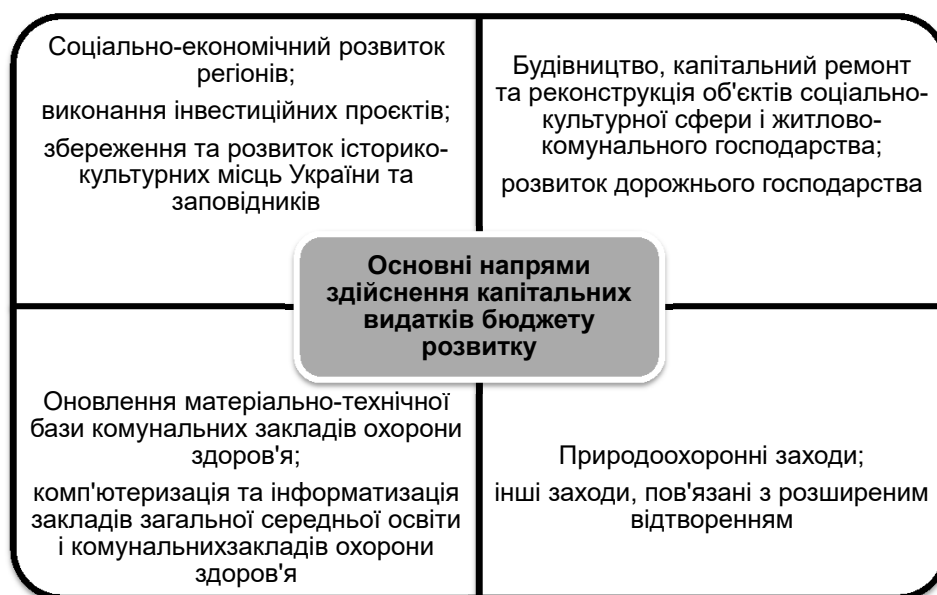 Соціально-економічний розвиток
регіонів;
виконання інвестиційних проєктів;
збереження та розвиток історико-
культурних місць України та
заповідників
Будівництво, капітальний ремонт
та реконструкція об'єктів соціально-
культурної сфери і житлово-
комунального господарства;
розвиток дорожнього господарства
Основні напрями
здійснення капітальних
видатків бюджету
розвитку
Оновлення матеріально-технічної
бази комунальних закладів охорони
здоров'я;
комп'ютеризація та інформатизація
закладів загальної середньої освіти
і комунальнихзакладів охорони
здоров'я
Природоохоронні заходи;
інші заходи, пов'язані з розширеним
відтворенням